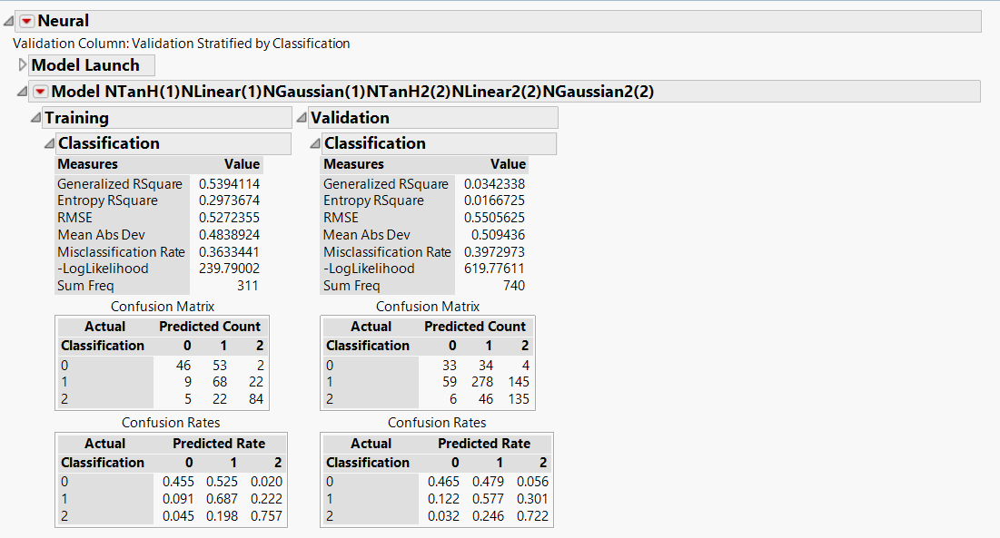 Neural
Validation Column: Validation Stratified by Classification
Model Launch
Model NTanH(1)NLinear(1)NGaussian(1)NTanH2(2)NLinear2(2)NGaussian2(2)
Training
Classification
Measures Value
Generalized RSquare 0.5394114
Entropy RSquare 0.2973674
RMSE 0.5272355
Mean Abs Dev 0.4838924
Misclassification Rate 0.3633441
-LogLikelihood 239.79002
Sum Freq 311
Confusion Matrix
Actual Predicted Count
Classification 0 1 2
0 46 53 2
1 9 68 22
2 5 22 84
Confusion Rates
Actual Predicted Rate
Classification 0 1 2
0 0.455 0.525 0.020
1 0.091 0.687 0.222
2 0.045 0.198 0.757
Validation
Classification
Measures Value
Generalized RSquare 0.0342338
Entropy RSquare 0.0166725
RMSE 0.5505625
Mean Abs Dev 0.509436
Misclassification Rate 0.3972973
-LogLikelihood 619.77611
Sum Freq 740
Confusion Matrix
Actual Predicted Count
Classification 0 1 2
0 33 34 4
1 59 278 145
2 6 46 135
Confusion Rates
Actual Predicted Rate
Classification 0 1 2
0 0.465 0.479 0.056
1 0.122 0.577 0.301
2 0.032 0.246 0.722